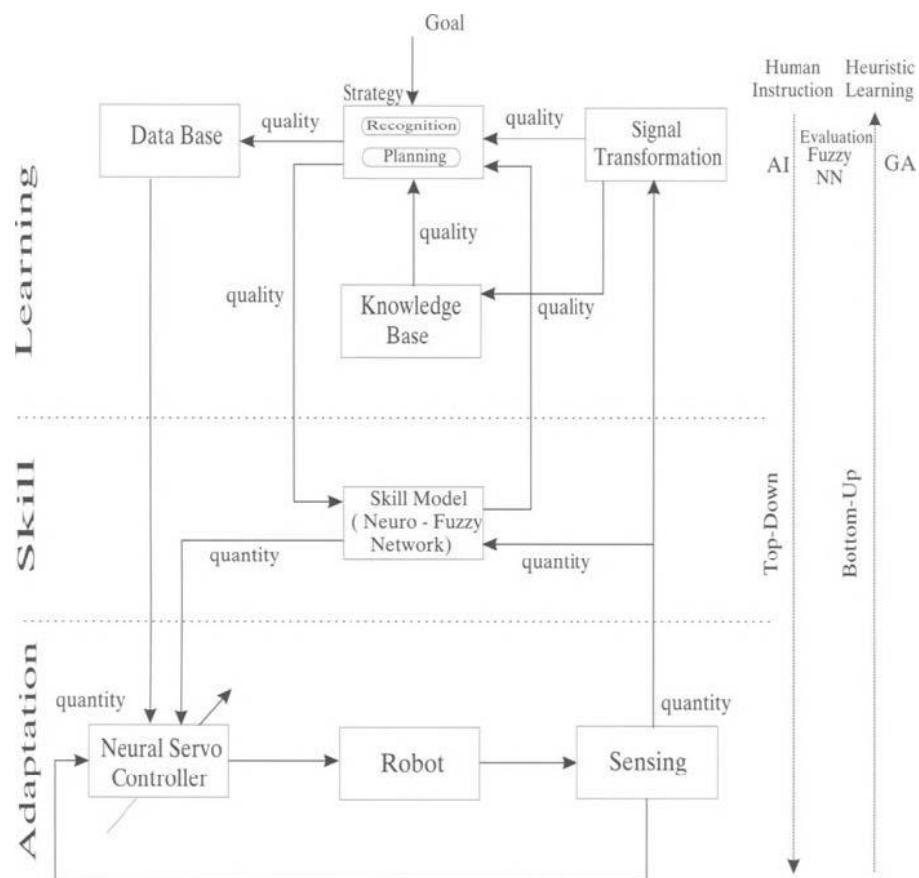 Goal
Human
Instruction
Heuristic
Learning
Strategy
Recognition
Planning
Data Base
quality
quality
Signal
Transformation
AI
Evaluation
Fuzzy
NN
GA
Learning
quality
quality
quality
Knowledge
Base
Skill
Skill Model
( Neuro - Fuzzy
Network)
quantity
quantity
Top-Down
Bottom-Up
Adaptation
quantity
quantity
Neural Servo
Controller
Robot
Sensing